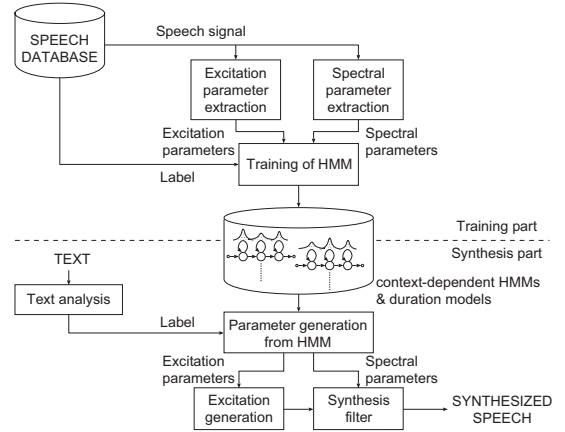 SPEECH
DATABASE
Speech signal
Excitation
parameter
extraction
Spectral
parameter
extraction
Excitation
parameters
Spectral
parameters
Training of HMM
Label
Training part
Synthesis part
TEXT
context-dependent HMMs
& duration models
Text analysis
Label
Parameter generation
from HMM
Excitation
parameters
Spectral
parameters
Excitation
generation
Synthesis
filter
SYNTHESIZED
SPEECH